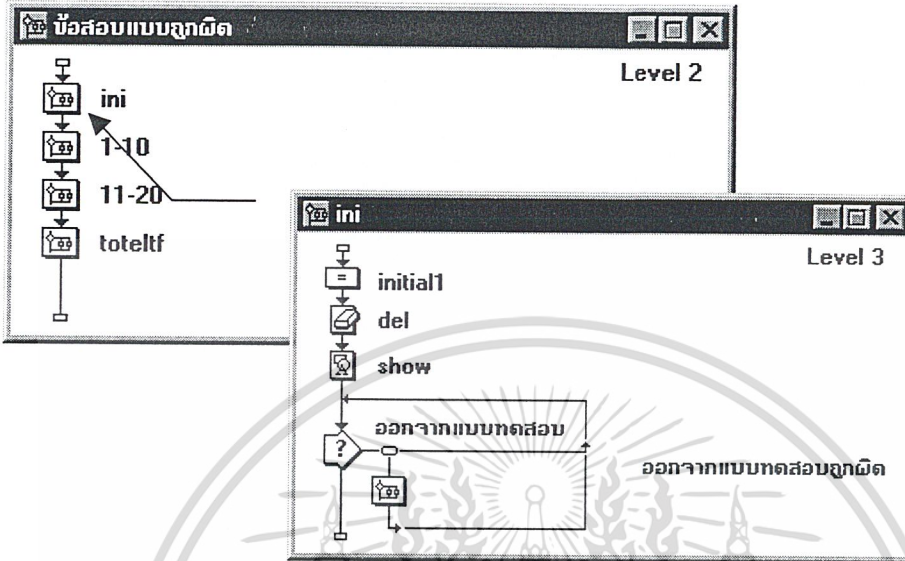 ข้อสอบแบบถูกผิด
Level 2
ini
1-10
11-20
toteltf
ini
Level 3
=
initial1
del
show
ออกจากแบบทดสอบ
?
ออกจากแบบทดสอบถูกผิด